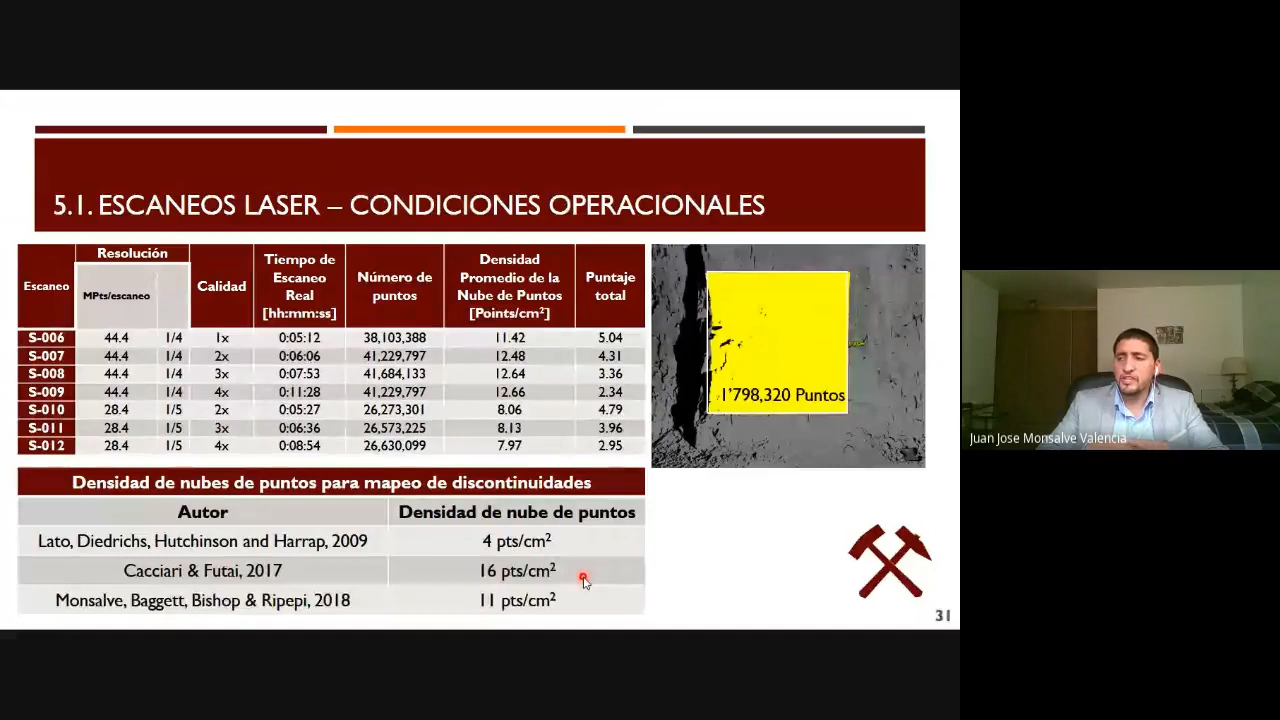 5.1. ESCANEOS LASER – CONDICIONES OPERACIONALES
Escaneo Resolución Calidad Tiempo de Escaneo Real [hh:mm:ss] Número de puntos Densidad Promedio de la Nube de Puntos [Points/cm²] Puntaje total
MPts/escaneo
S-006 44.4 1/4 1x 0:05:12 38,103,388 11.42 5.04
S-007 44.4 1/4 2x 0:06:06 41,229,797 12.48 4.31
S-008 44.4 1/4 3x 0:07:53 41,684,133 12.64 3.36
S-009 44.4 1/4 4x 0:11:28 41,229,797 12.66 2.34
S-010 28.4 1/5 2x 0:05:27 26,273,301 8.06 4.79
S-011 28.4 1/5 3x 0:06:36 26,573,225 8.13 3.96
S-012 28.4 1/5 4x 0:08:54 26,630,099 7.97 2.95
1'798,320 Puntos
Densidad de nubes de puntos para mapeo de discontinuidades
Autor Densidad de nube de puntos
Lato, Diedrichs, Hutchinson and Harrap, 2009 4 pts/cm²
Cacciari & Futai, 2017 16 pts/cm²
Monsalve, Baggett, Bishop & Ripepi, 2018 11 pts/cm²
31
Juan Jose Monsalve Valencia